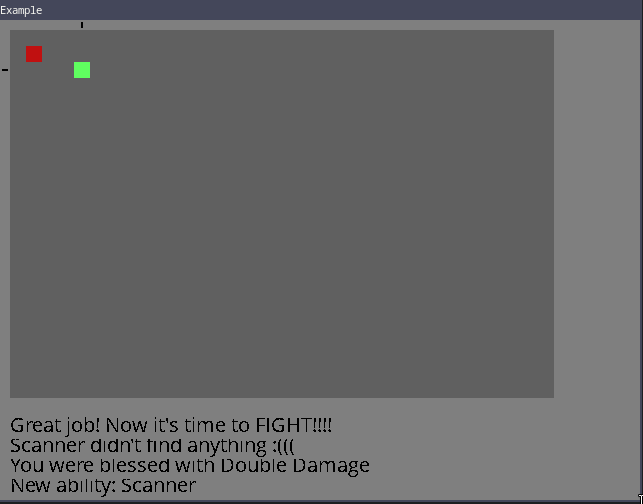 Example
Great job! Now it's time to FIGHT!!!!
Scanner didn't find anything :(((
You were blessed with Double Damage
New ability: Scanner